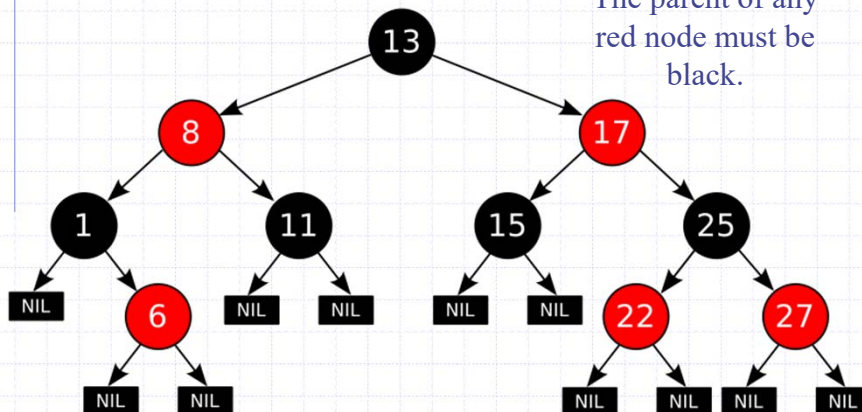 The parent of any
red node must be
black.
13
8
17
1
11
15
25
NIL
6
NIL
NIL
NIL
NIL
22
27
NIL
NIL
NIL
NIL
NIL
NIL